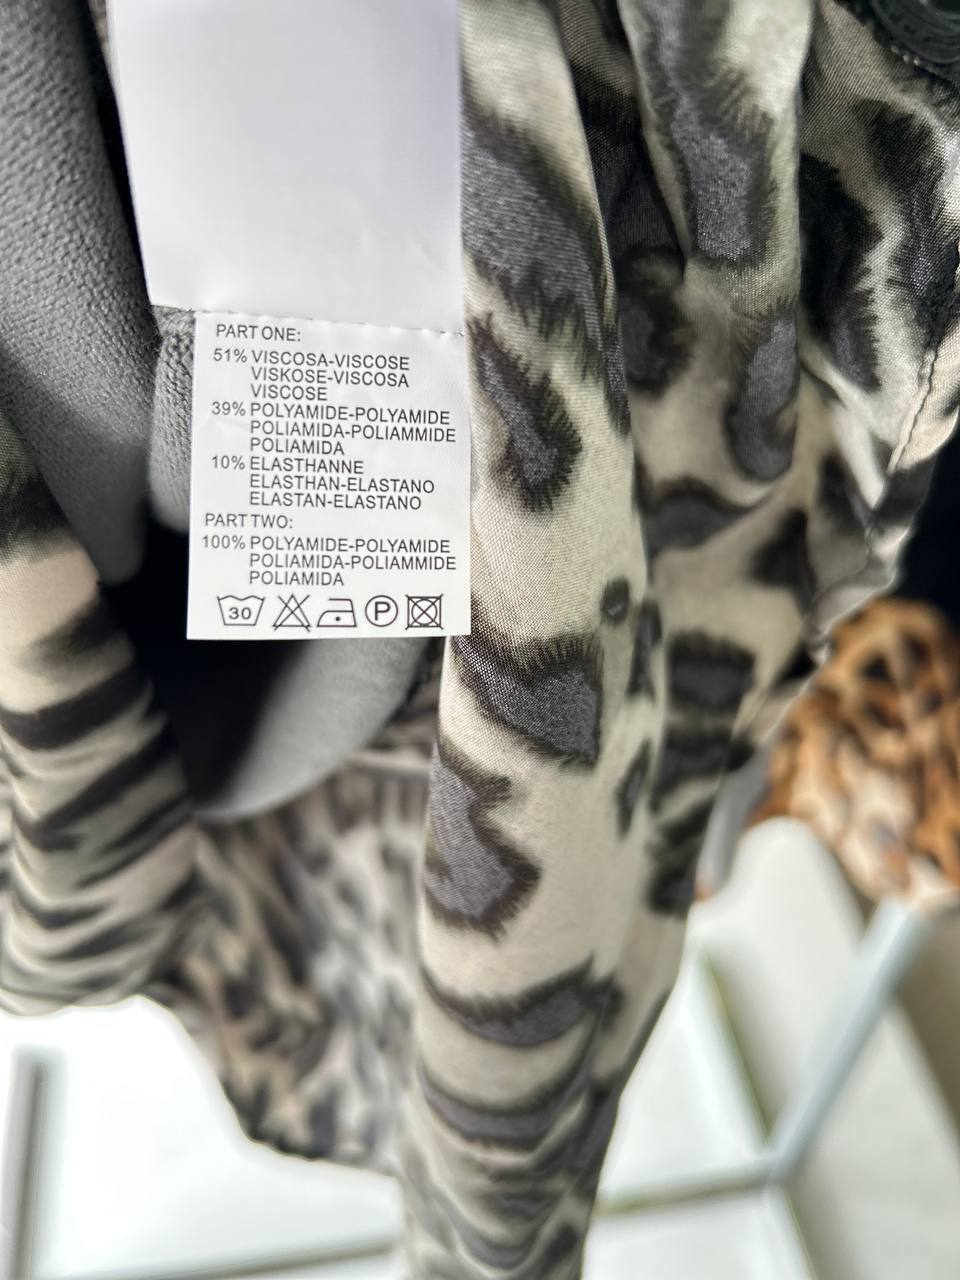 PART ONE:
51% VISCOSA-VISCOSE
VISKOSE-VISCOSA
VISCOSE
39% POLYAMIDE-POLYAMIDE
POLIAMIDA-POLIAMMIDE
POLIAMIDA
10% ELASTHANNE
ELASTHAN-ELASTANO
ELASTAN-ELASTANO
PART TWO:
100% POLYAMIDE-POLYAMIDE
POLIAMIDA-POLIAMMIDE
POLIAMIDA
30 P